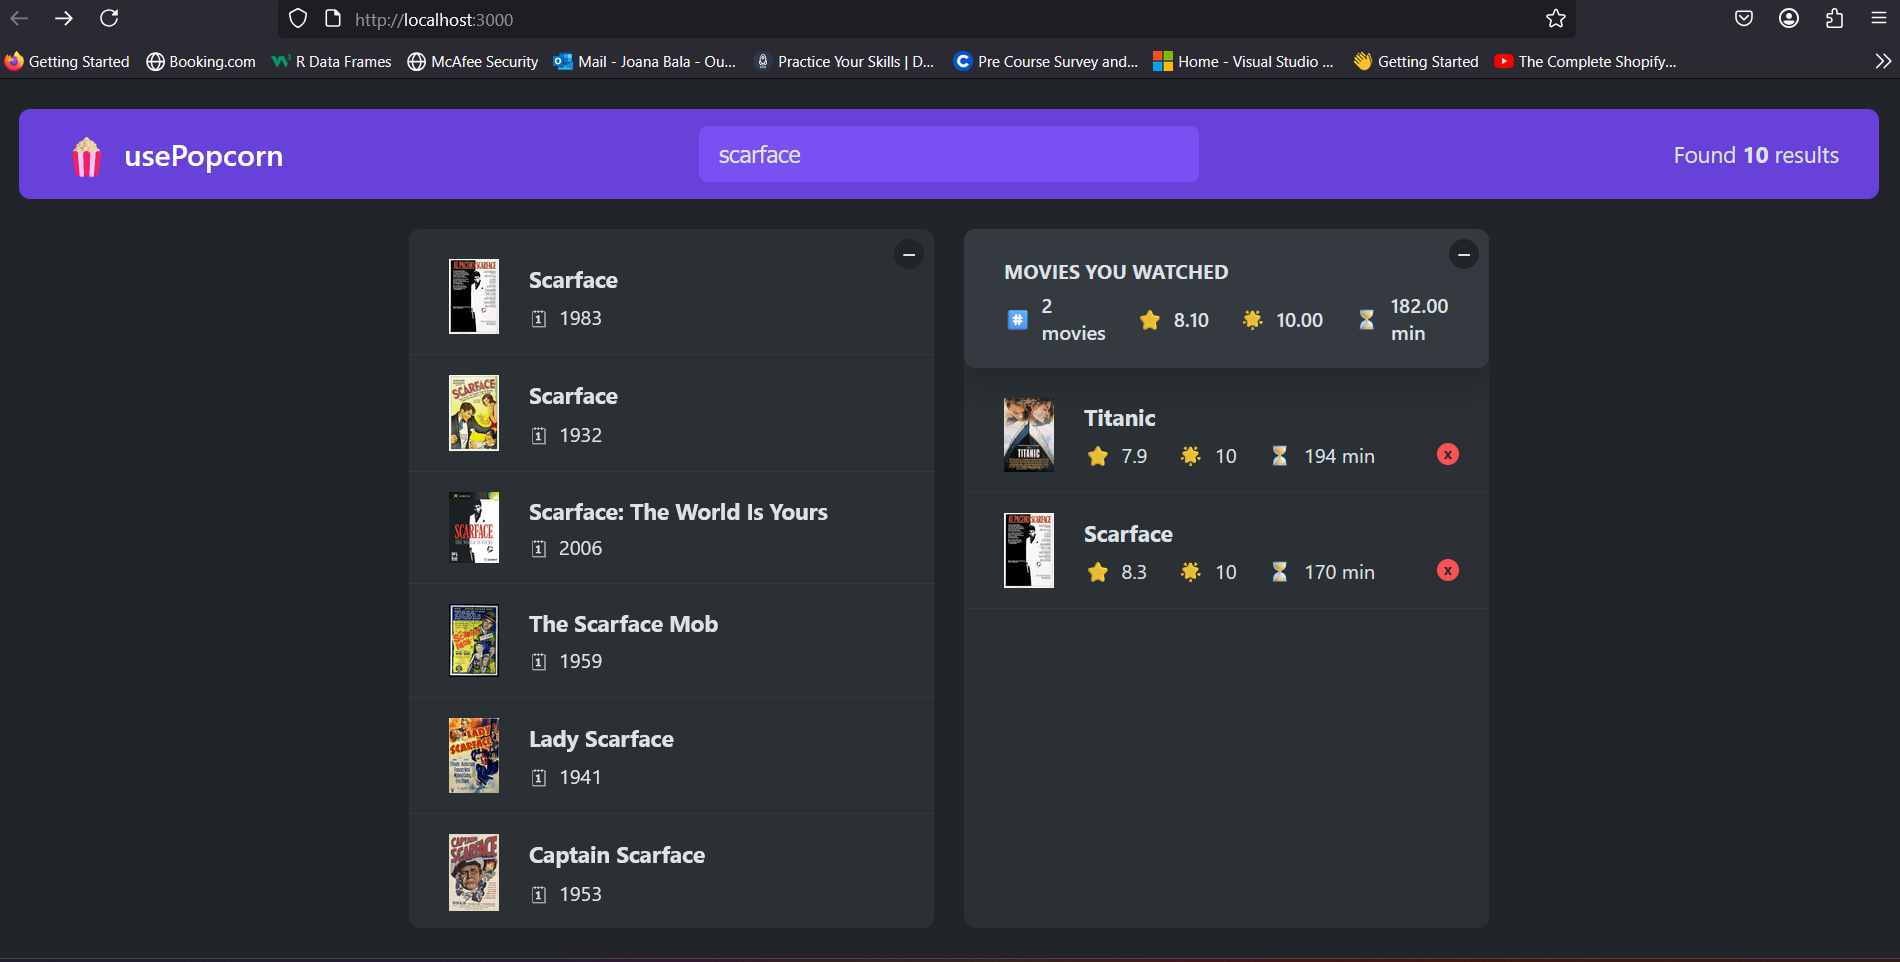 http://localhost:3000
Getting Started
Booking.com
R Data Frames
McAfee Security
Mail - Joana Bala - Ou...
Practice Your Skills | D...
Pre Course Survey and...
Home - Visual Studio ...
Getting Started
The Complete Shopify...
usePopcorn
scarface
Found 10 results
Scarface
1983
Scarface
1932
Scarface: The World Is Yours
2006
The Scarface Mob
1959
Lady Scarface
1941
Captain Scarface
1953
MOVIES YOU WATCHED
2 movies
8.10
10.00
182.00 min
Titanic
7.9
10
194 min
x
Scarface
8.3
10
170 min
x